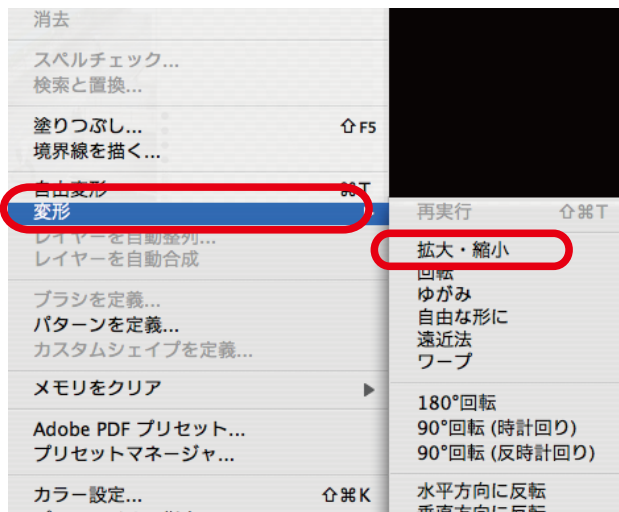 消去
スペルチェック...
検索と置換...
塗りつぶし... ⇧F5
境界線を描く...
自由変形 ⌘T
変形
レイヤーを自動整列...
レイヤーを自動合成
ブラシを定義...
パターンを定義...
カスタムシェイプを定義...
メモリをクリア ▶
Adobe PDF プリセット...
プリセットマネージャ...
カラー設定... ⇧⌘K
再実行 ⇧⌘T
拡大・縮小
回転
ゆがみ
自由な形に
遠近法
ワープ
180°回転
90°回転 (時計回り)
90°回転 (反時計回り)
水平方向に反転
垂直方向に反転